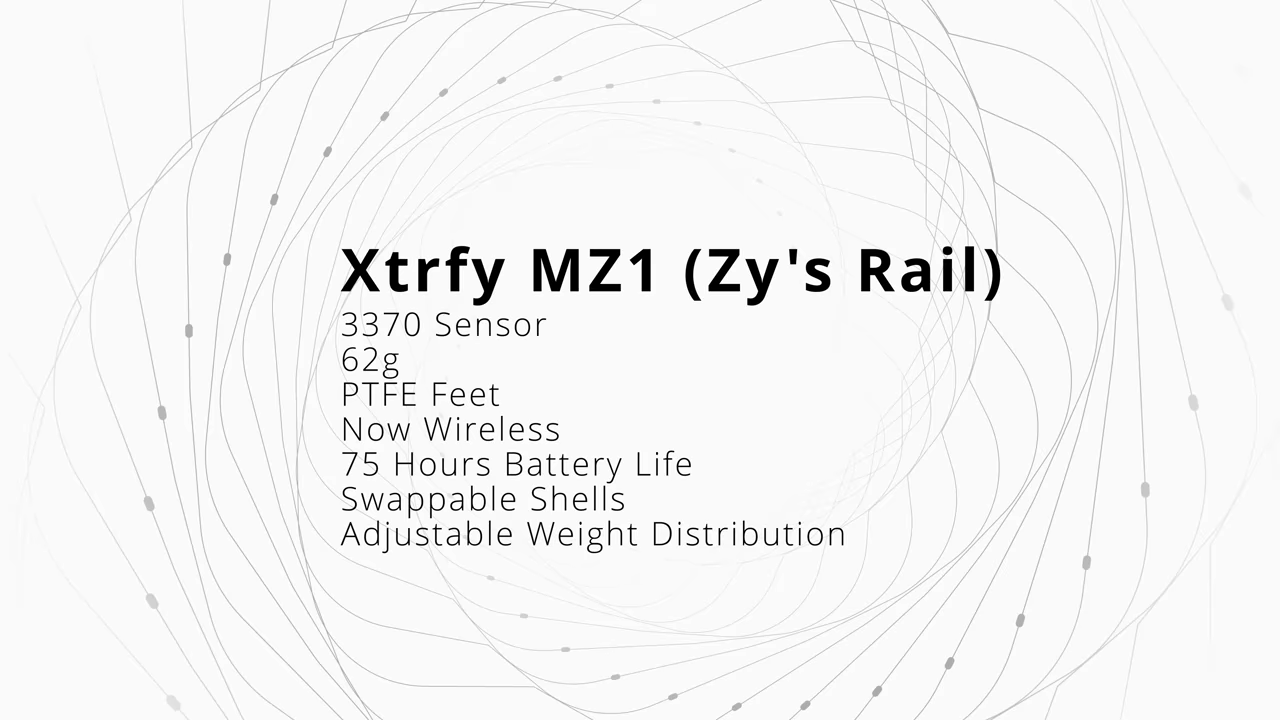 Xtrfy MZ1 (Zy's Rail)
3370 Sensor
62g
PTFE Feet
Now Wireless
75 Hours Battery Life
Swappable Shells
Adjustable Weight Distribution